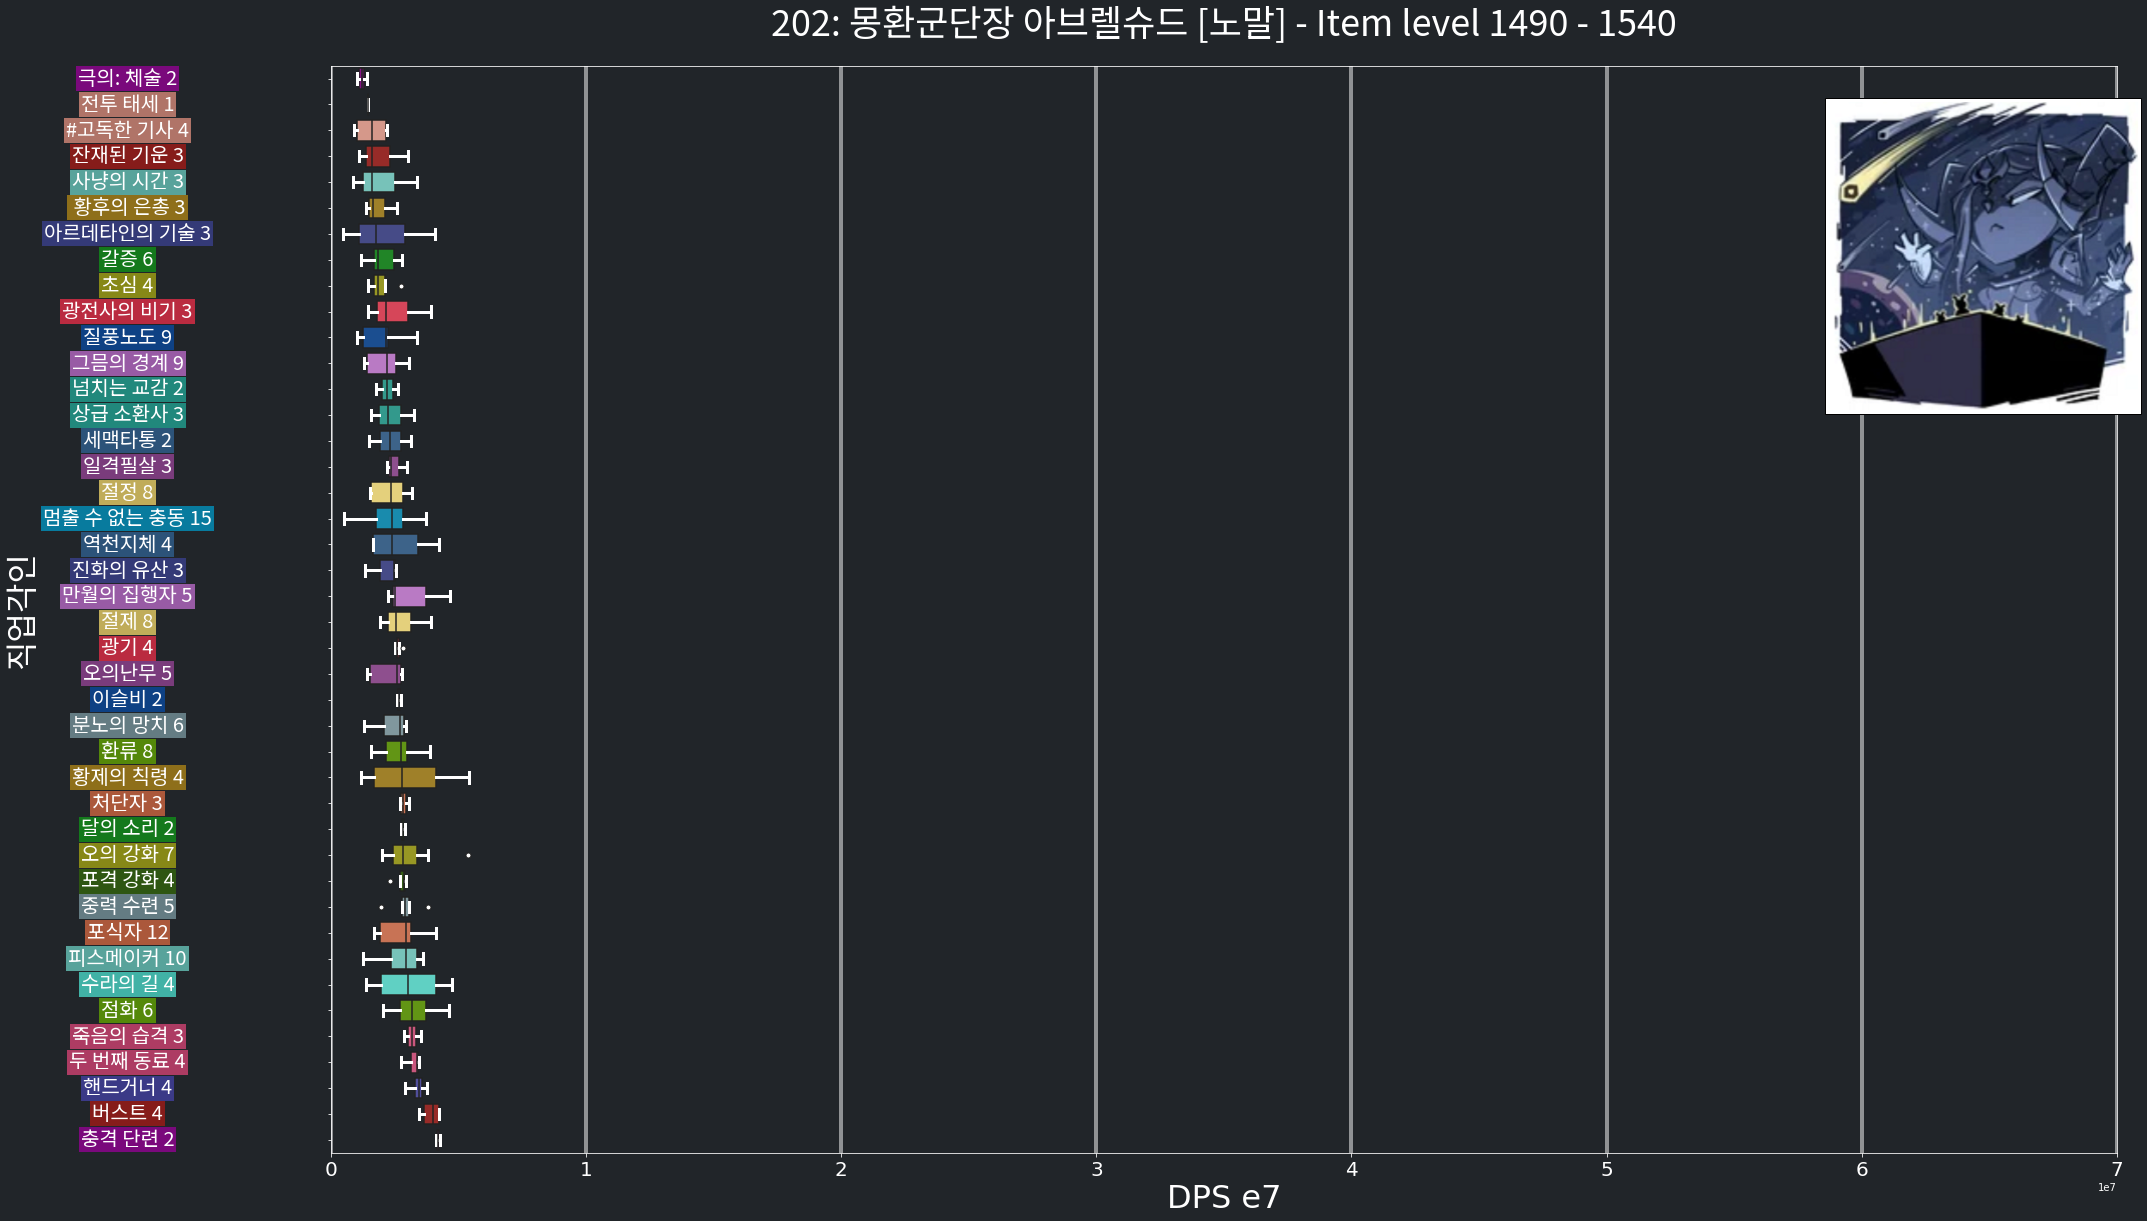 202: 몽환군단장 아브렐슈드 [노말] - Item level 1490 - 1540
극의: 체술 2
전투 태세 1
#고독한 기사 4
잔재된 기운 3
사냥의 시간 3
황후의 은총 3
아르데타인의 기술 3
갈증 6
초심 4
광전사의 비기 3
질풍노도 9
그믐의 경계 9
넘치는 교감 2
상급 소환사 3
세맥타통 2
일격필살 3
절정 8
멈출 수 없는 충동 15
역천지체 4
진화의 유산 3
만월의 집행자 5
절제 8
광기 4
오의난무 5
이슬비 2
분노의 망치 6
환류 8
황제의 칙령 4
처단자 3
달의 소리 2
오의 강화 7
포격 강화 4
중력 수련 5
포식자 12
피스메이커 10
수라의 길 4
점화 6
죽음의 습격 3
두 번째 동료 4
핸드거너 4
버스트 4
충격 단련 2
직업각인
0 1 2 3 4 5 6 7
1e7
DPS e7